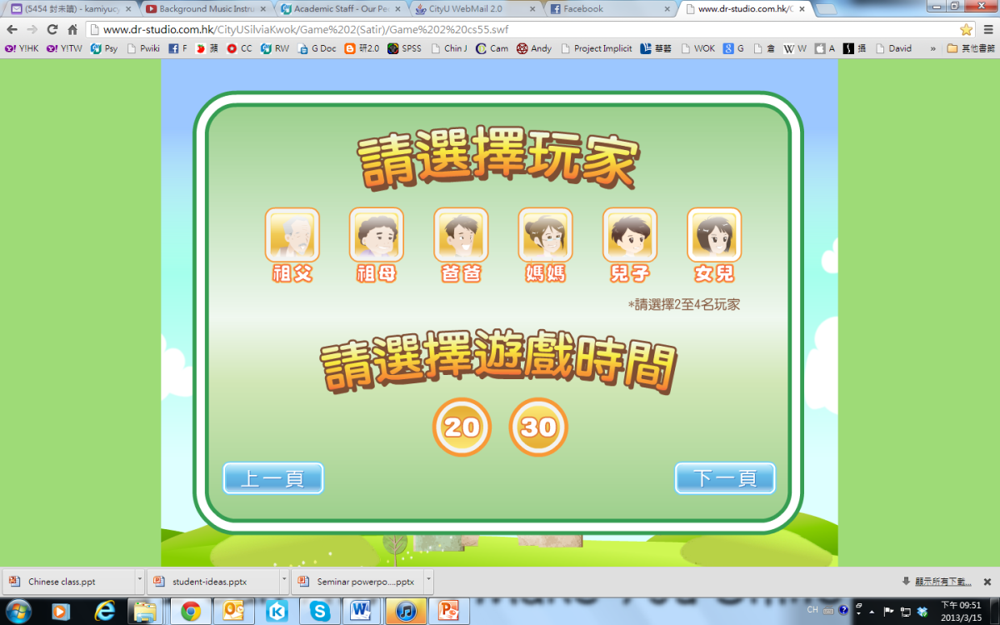 (5454 封未讀) - kamiyucy
Background Music Instru
Academic Staff - Our Pe
CityU WebMail 2.0
Facebook
www.dr-studio.com.hk/C
www.dr-studio.com.hk/CityUSilviaKwok/Game%202(Satir)/Game%202%20cs55.swf
Y!HK Y!TW Psy Pwiki F 蘋 CC RW G Doc 研2.0 SPSS Chin J Cam Andy Project Implicit 華藝 WOK G 倉 W A 攝 David » 其他書籤
請選擇玩家
祖父 祖母 爸爸 媽媽 兒子 女兒
*請選擇2至4名玩家
請選擇遊戲時間
20 30
上一頁 下一頁
Chinese class.ppt student-ideas.pptx Seminar powerpo....pptx 顯示所有下載...
CH 下午 09:51
2013/3/15